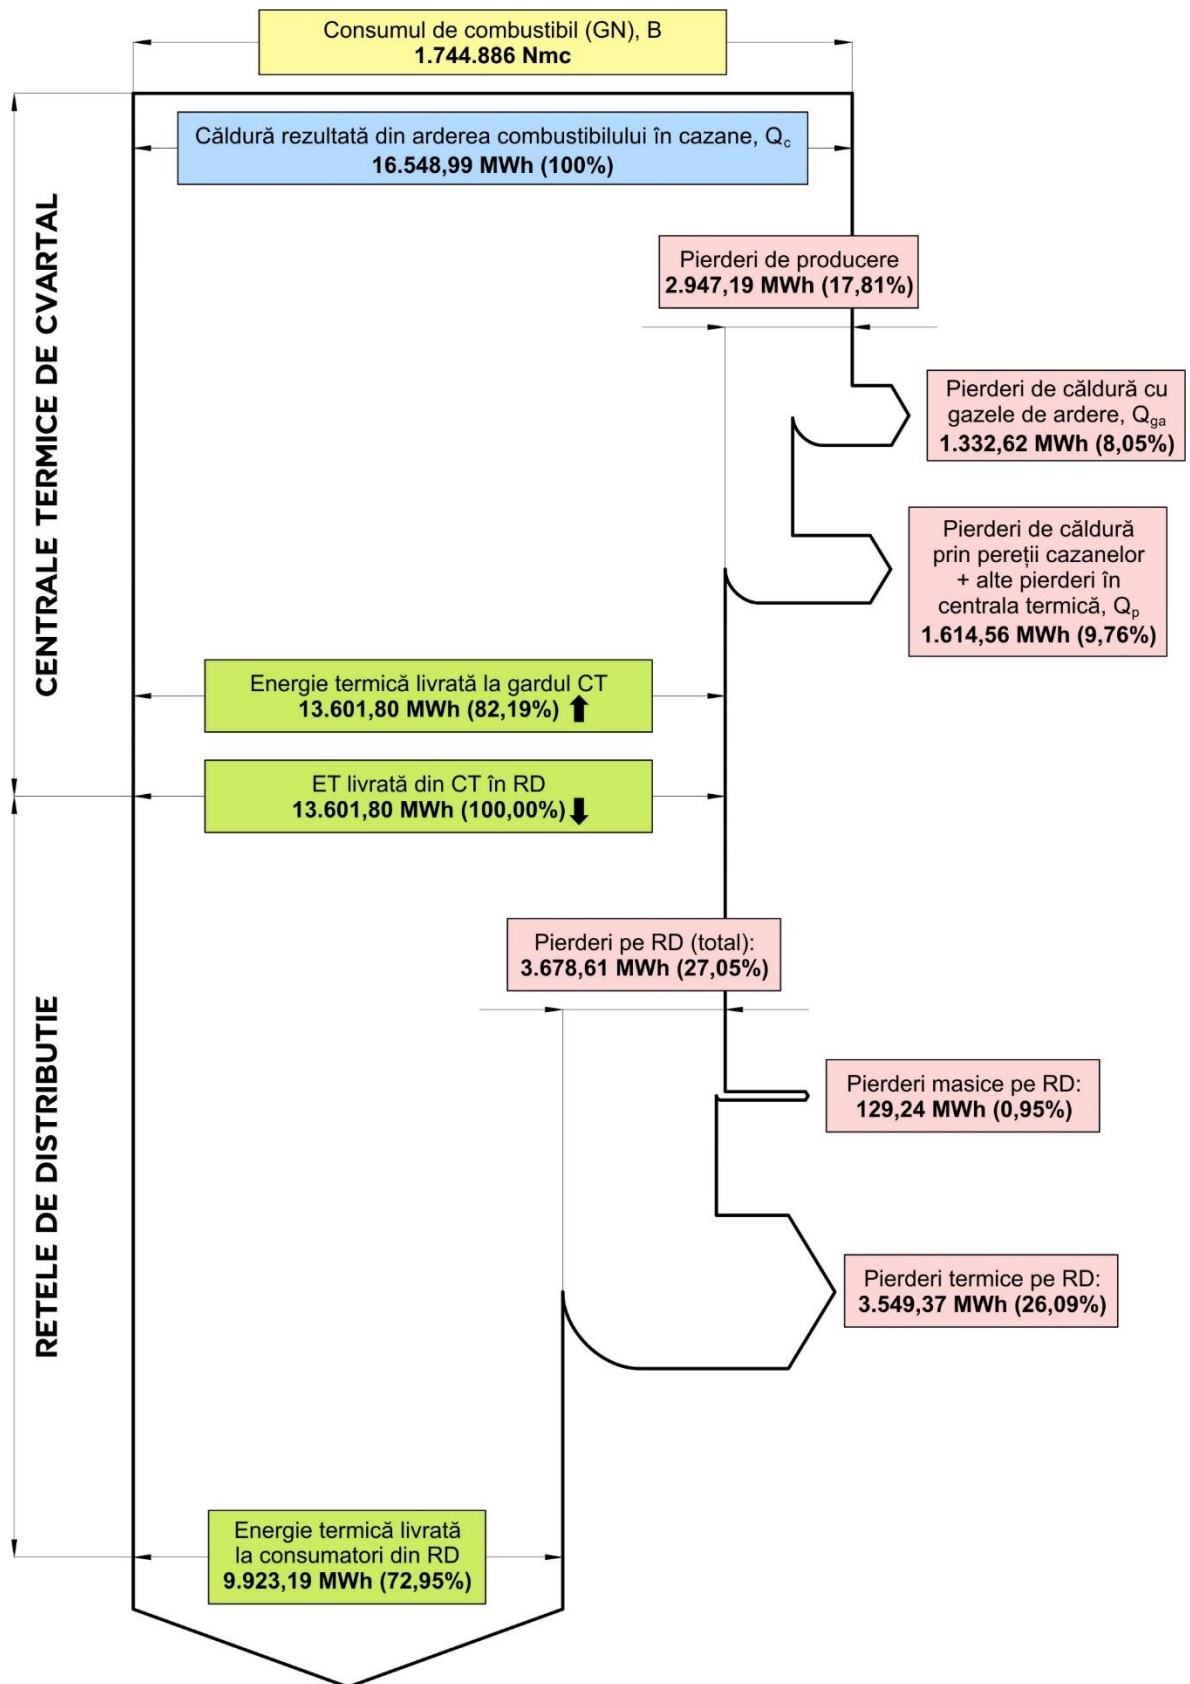 Consumul de combustibil (GN), B
1.744.886 Nmc
Căldură rezultată din arderea combustibilului în cazane, Qc
16.548,99 MWh (100%)
Pierderi de producere
2.947,19 MWh (17,81%)
CENTRALE TERMICE DE CVARTAL
Pierderi de căldură cu
gazele de ardere, Qga
1.332,62 MWh (8,05%)
Pierderi de căldură
prin pereții cazanelor
+ alte pierderi în
centrala termică, Qp
1.614,56 MWh (9,76%)
Energie termică livrată la gardul CT
13.601,80 MWh (82,19%)
ET livrată din CT în RD
13.601,80 MWh (100,00%)
Pierderi pe RD (total):
3.678,61 MWh (27,05%)
RETELE DE DISTRIBUTIE
Pierderi masice pe RD:
129,24 MWh (0,95%)
Pierderi termice pe RD:
3.549,37 MWh (26,09%)
Energie termică livrată
la consumatori din RD
9.923,19 MWh (72,95%)